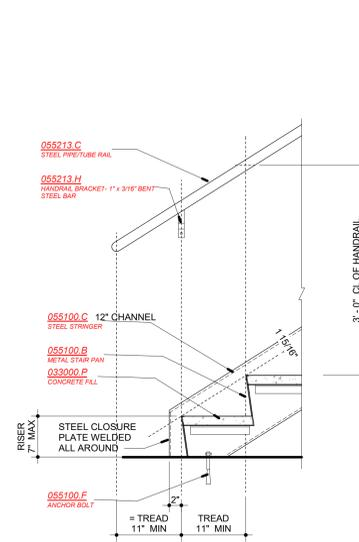 055213.C
STEEL PIPE/TUBE RAIL
055213.H
HANDRAIL BRACKET- 1" x 3/16" BENT
STEEL BAR
3'-0" CL OF HANDRAIL
055100.C 12" CHANNEL
STEEL STRINGER
1 15/16"
055100.B
METAL STAIR PAN
033000.P
CONCRETE FILL
RISER
7" MAX
STEEL CLOSURE
PLATE WELDED
ALL AROUND
055100.F
ANCHOR BOLT
2"
= TREAD
11" MIN
TREAD
11" MIN